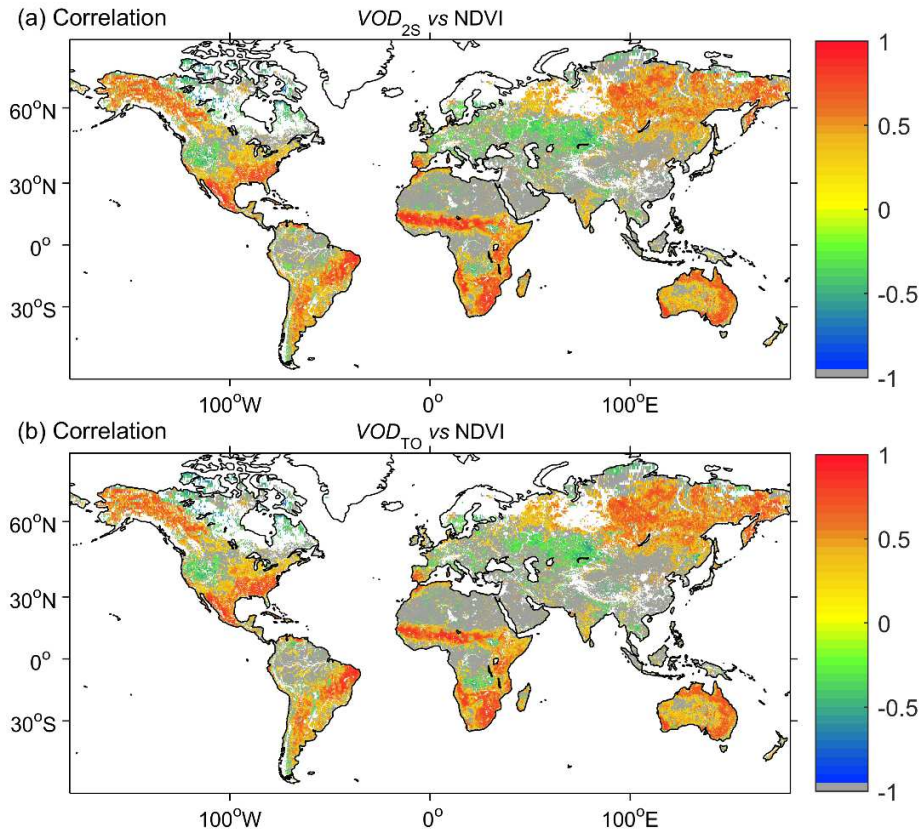 (a) Correlation VOD2S vs NDVI
60°N
30°N
0°
30°S
100°W 0° 100°E
1
0.5
0
-0.5
-1
(b) Correlation VODTO vs NDVI
60°N
30°N
0°
30°S
100°W 0° 100°E
1
0.5
0
-0.5
-1